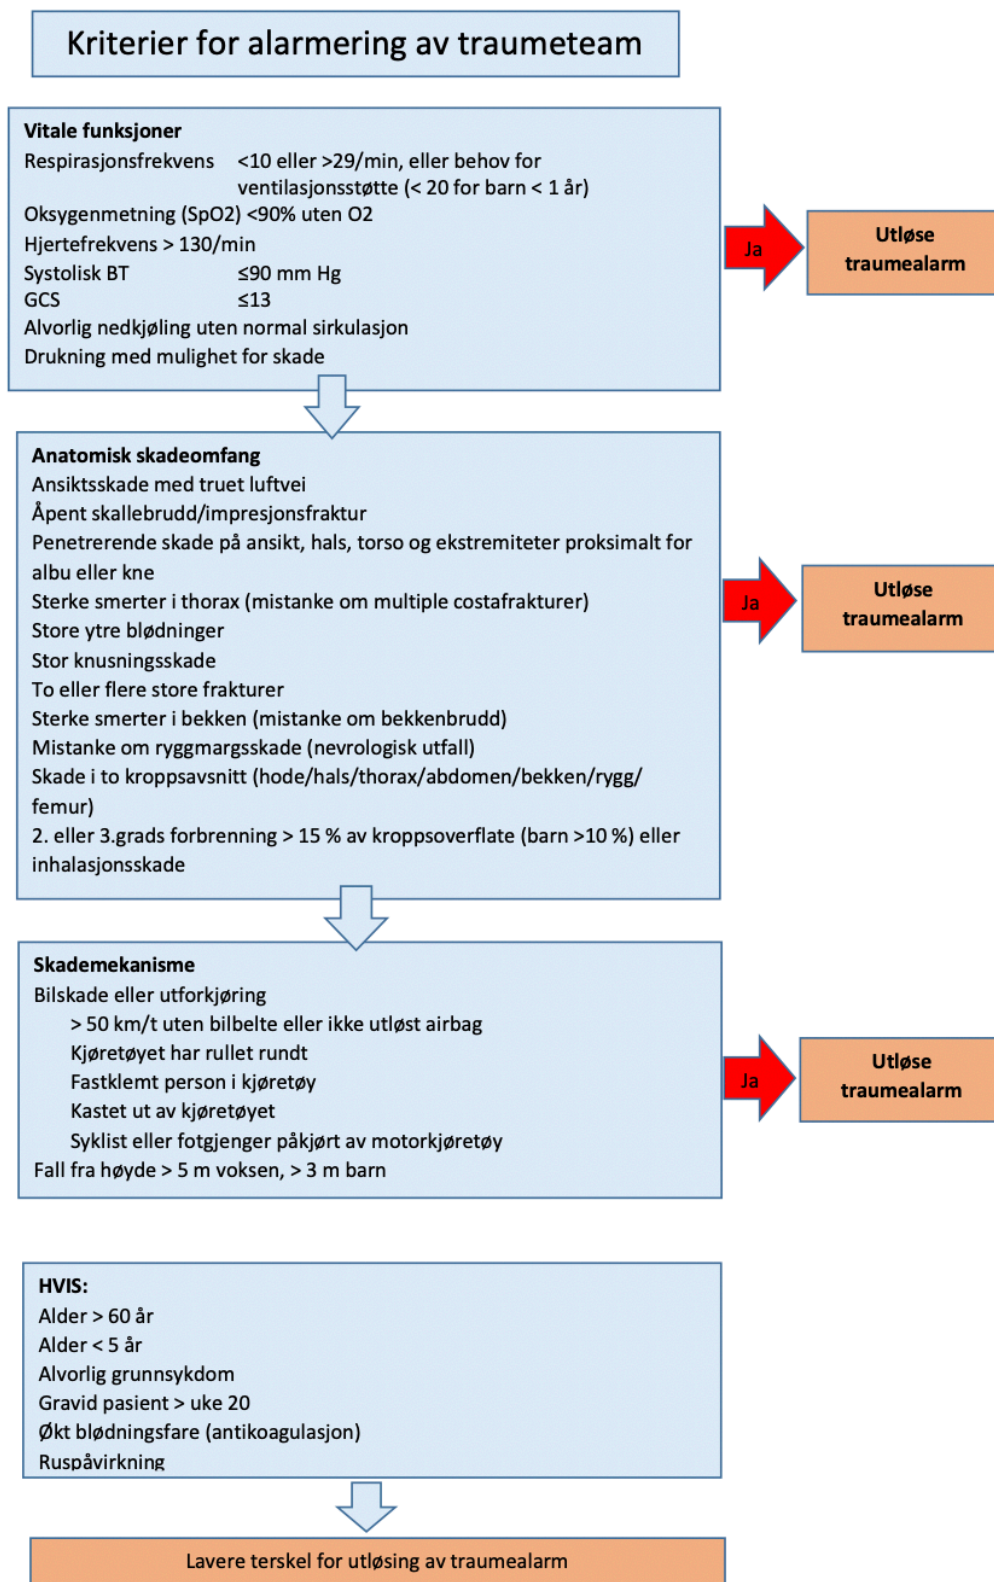 Kriterier for alarmering av traumeteam
Vitale funksjoner
Respirasjonsfrekvens <10 eller >29/min, eller behov for
ventilasjonsstøtte (< 20 for barn < 1 år)
Oksygenmetning (SpO2) <90% uten O2
Hjertefrekvens > 130/min
Systolisk BT ≤90 mm Hg
GCS ≤13
Alvorlig nedkjøling uten normal sirkulasjon
Drukning med mulighet for skade
Ja
Utløse
traumealarm
Anatomisk skadeomfang
Ansiktsskade med truet luftvei
Åpent skallebrudd/impresjonsfraktur
Penetrerende skade på ansikt, hals, torso og ekstremiteter proksimalt for
albu eller kne
Sterke smerter i thorax (mistanke om multiple costafrakturer)
Store ytre blødninger
Stor knusningsskade
To eller flere store frakturer
Sterke smerter i bekken (mistanke om bekkenbrudd)
Mistanke om ryggmargsskade (nevrologisk utfall)
Skade i to kroppsavsnitt (hode/hals/thorax/abdomen/bekken/rygg/
femur)
2. eller 3.grads forbrenning > 15 % av kroppsoverflate (barn >10 %) eller
inhalasjonsskade
Ja
Utløse
traumealarm
Skademekanisme
Bilskade eller utforkjøring
> 50 km/t uten bilbelte eller ikke utløst airbag
Kjøretøyet har rullet rundt
Fastklemt person i kjøretøy
Kastet ut av kjøretøyet
Syklist eller fotgjenger påkjørt av motorkjøretøy
Fall fra høyde > 5 m voksen, > 3 m barn
Ja
Utløse
traumealarm
HVIS:
Alder > 60 år
Alder < 5 år
Alvorlig grunnsykdom
Gravid pasient > uke 20
Økt blødningsfare (antikoagulasjon)
Ruspåvirkning
Lavere terskel for utløsing av traumealarm